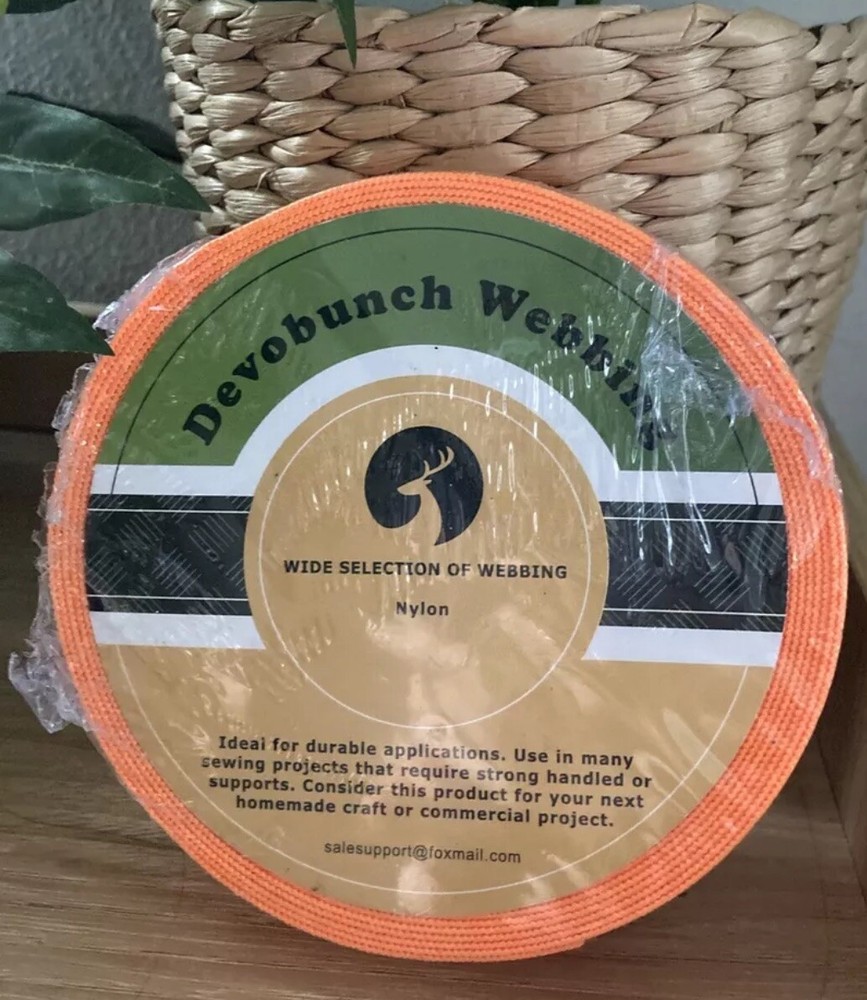 Devobunch Webbing
WIDE SELECTION OF WEBBING
Nylon
Ideal for durable applications. Use in many
sewing projects that require strong handled or
supports. Consider this product for your next
homemade craft or commercial project.
salesupport@foxmail.com